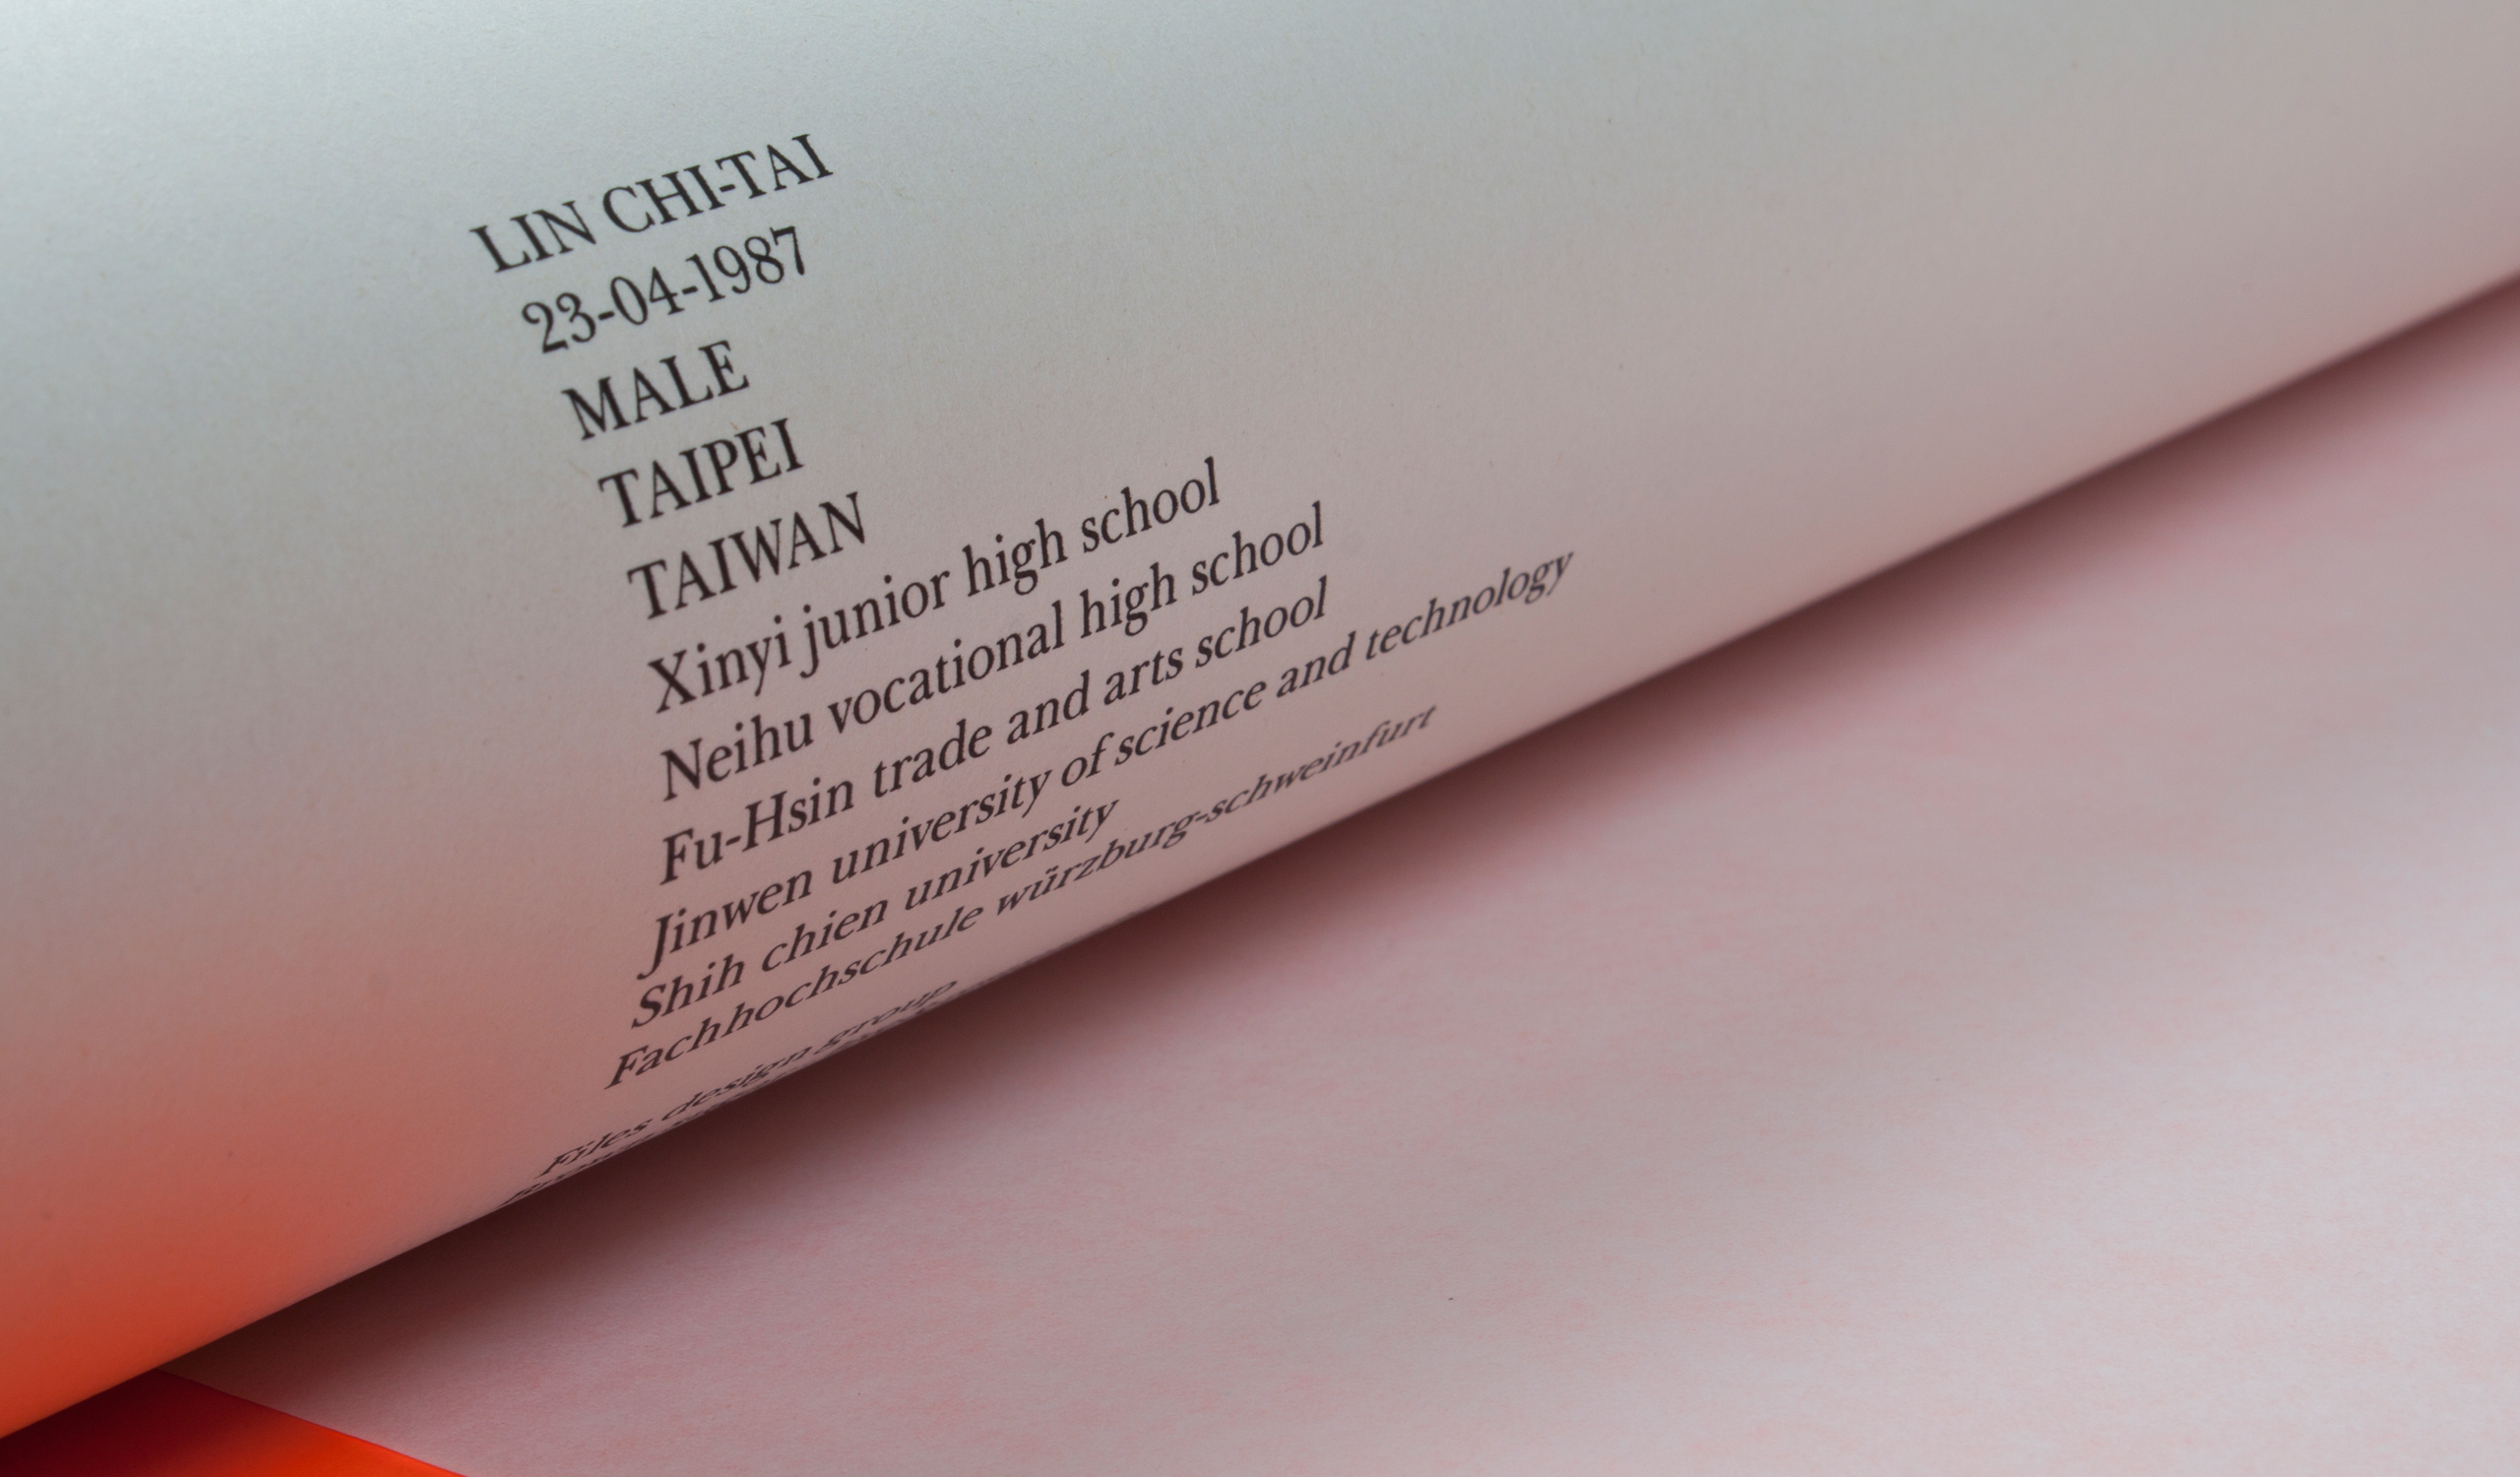 LIN CHI-TAI
23-04-1987
MALE
TAIPEI
TAIWAN
Xinyi junior high school
Neihu vocational high school
Fu-Hsin trade and arts school
Jinwen university of science and technology
Shih chien university
Fachhochschule würzburg-schweinfurt
Files design group